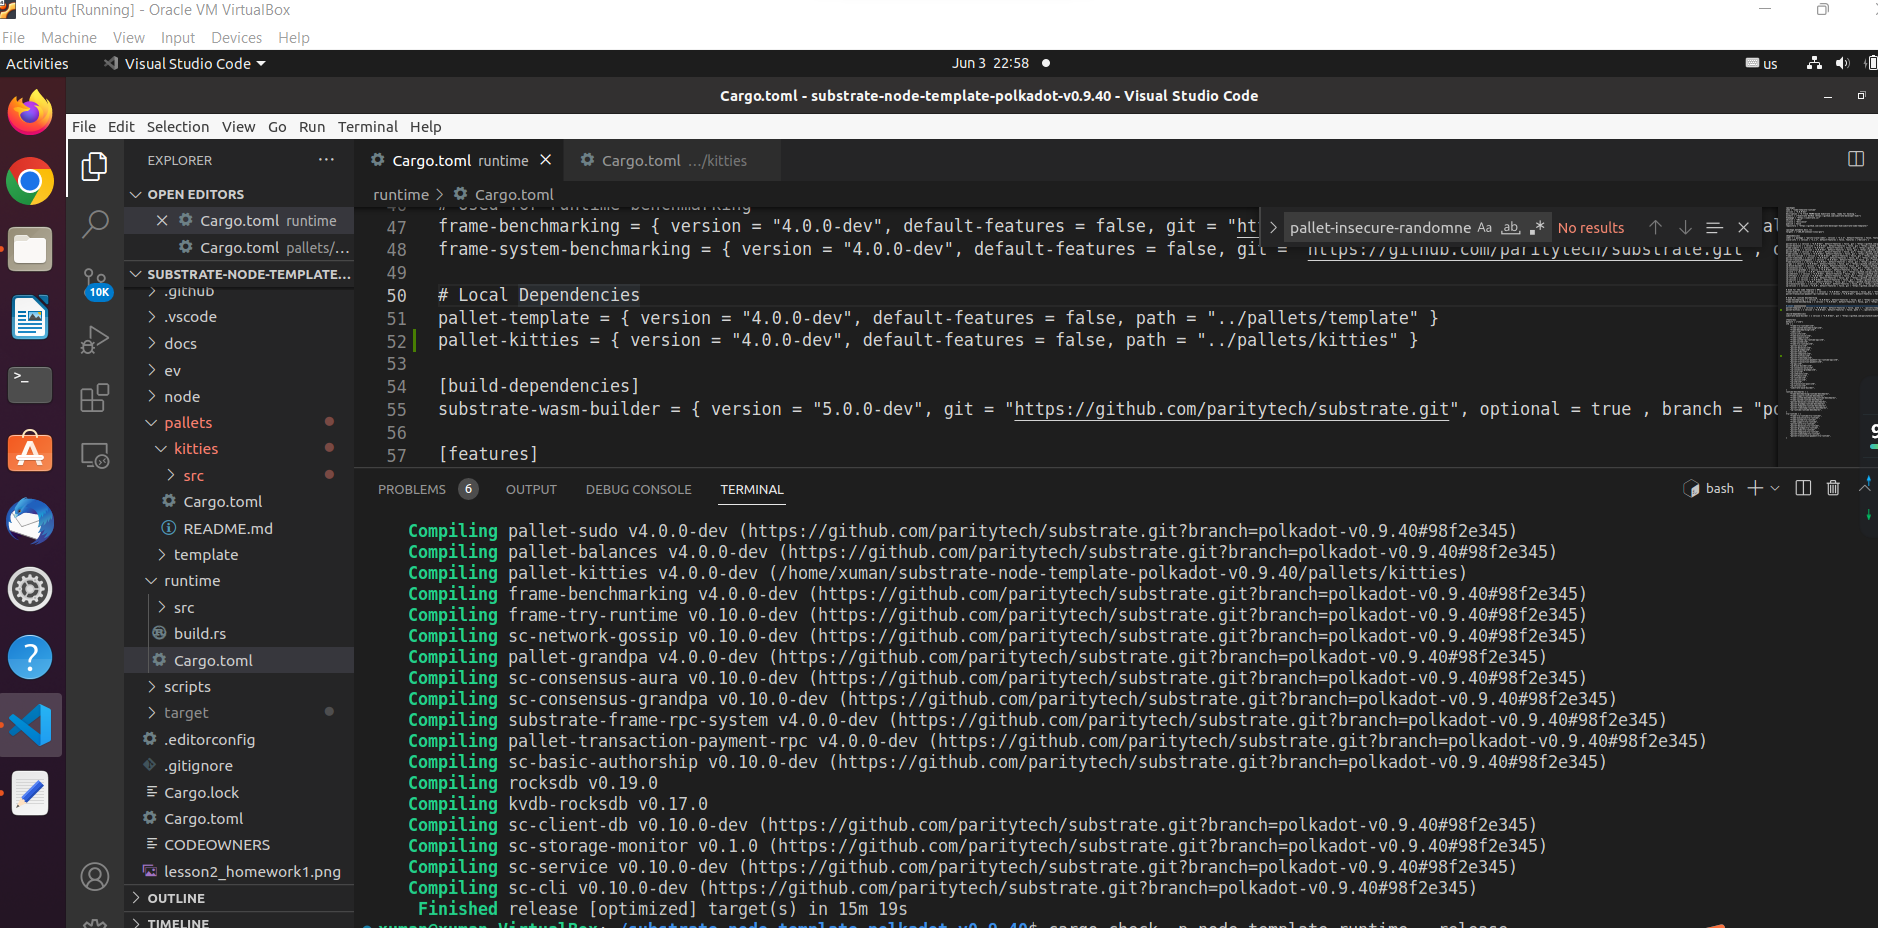 ubuntu [Running] - Oracle VM VirtualBox
File Machine View Input Devices Help
Activities Visual Studio Code Jun 3 22:58 us
Cargo.toml - substrate-node-template-polkadot-v0.9.40 - Visual Studio Code
File Edit Selection View Go Run Terminal Help
EXPLORER
OPEN EDITORS
Cargo.toml runtime
Cargo.toml pallets/...
SUBSTRATE-NODE-TEMPLATE...
10K
.github
.vscode
docs
ev
node
pallets
kitties
src
Cargo.toml
README.md
template
runtime
src
build.rs
Cargo.toml
scripts
target
.editorconfig
.gitignore
Cargo.lock
Cargo.toml
CODEOWNERS
lesson2_homework1.png
OUTLINE
TIMELINE
Cargo.toml runtime Cargo.toml .../kitties
runtime > Cargo.toml
pallet-insecure-randomne Aa ab .* No results
46 # Used for runtime benchmarking
47 frame-benchmarking = { version = "4.0.0-dev", default-features = false, git = "ht
48 frame-system-benchmarking = { version = "4.0.0-dev", default-features = false, git = "https://github.com/paritytech/substrate.git",
49
50 # Local Dependencies
51 pallet-template = { version = "4.0.0-dev", default-features = false, path = "../pallets/template" }
52 pallet-kitties = { version = "4.0.0-dev", default-features = false, path = "../pallets/kitties" }
53
54 [build-dependencies]
55 substrate-wasm-builder = { version = "5.0.0-dev", git = "https://github.com/paritytech/substrate.git", optional = true , branch = "po
56
57 [features]
PROBLEMS 6 OUTPUT DEBUG CONSOLE TERMINAL bash
Compiling pallet-sudo v4.0.0-dev (https://github.com/paritytech/substrate.git?branch=polkadot-v0.9.40#98f2e345)
Compiling pallet-balances v4.0.0-dev (https://github.com/paritytech/substrate.git?branch=polkadot-v0.9.40#98f2e345)
Compiling pallet-kitties v4.0.0-dev (/home/xuman/substrate-node-template-polkadot-v0.9.40/pallets/kitties)
Compiling frame-benchmarking v4.0.0-dev (https://github.com/paritytech/substrate.git?branch=polkadot-v0.9.40#98f2e345)
Compiling frame-try-runtime v0.10.0-dev (https://github.com/paritytech/substrate.git?branch=polkadot-v0.9.40#98f2e345)
Compiling sc-network-gossip v0.10.0-dev (https://github.com/paritytech/substrate.git?branch=polkadot-v0.9.40#98f2e345)
Compiling pallet-grandpa v4.0.0-dev (https://github.com/paritytech/substrate.git?branch=polkadot-v0.9.40#98f2e345)
Compiling sc-consensus-aura v0.10.0-dev (https://github.com/paritytech/substrate.git?branch=polkadot-v0.9.40#98f2e345)
Compiling sc-consensus-grandpa v0.10.0-dev (https://github.com/paritytech/substrate.git?branch=polkadot-v0.9.40#98f2e345)
Compiling substrate-frame-rpc-system v4.0.0-dev (https://github.com/paritytech/substrate.git?branch=polkadot-v0.9.40#98f2e345)
Compiling pallet-transaction-payment-rpc v4.0.0-dev (https://github.com/paritytech/substrate.git?branch=polkadot-v0.9.40#98f2e345)
Compiling sc-basic-authorship v0.10.0-dev (https://github.com/paritytech/substrate.git?branch=polkadot-v0.9.40#98f2e345)
Compiling rocksdb v0.19.0
Compiling kvdb-rocksdb v0.17.0
Compiling sc-client-db v0.10.0-dev (https://github.com/paritytech/substrate.git?branch=polkadot-v0.9.40#98f2e345)
Compiling sc-storage-monitor v0.1.0 (https://github.com/paritytech/substrate.git?branch=polkadot-v0.9.40#98f2e345)
Compiling sc-service v0.10.0-dev (https://github.com/paritytech/substrate.git?branch=polkadot-v0.9.40#98f2e345)
Compiling sc-cli v0.10.0-dev (https://github.com/paritytech/substrate.git?branch=polkadot-v0.9.40#98f2e345)
Finished release [optimized] target(s) in 15m 19s
xuman@xuman-VirtualBox:~/substrate-node-template-polkadot-v0.9.40$ cargo check -p node-template-runtime --release